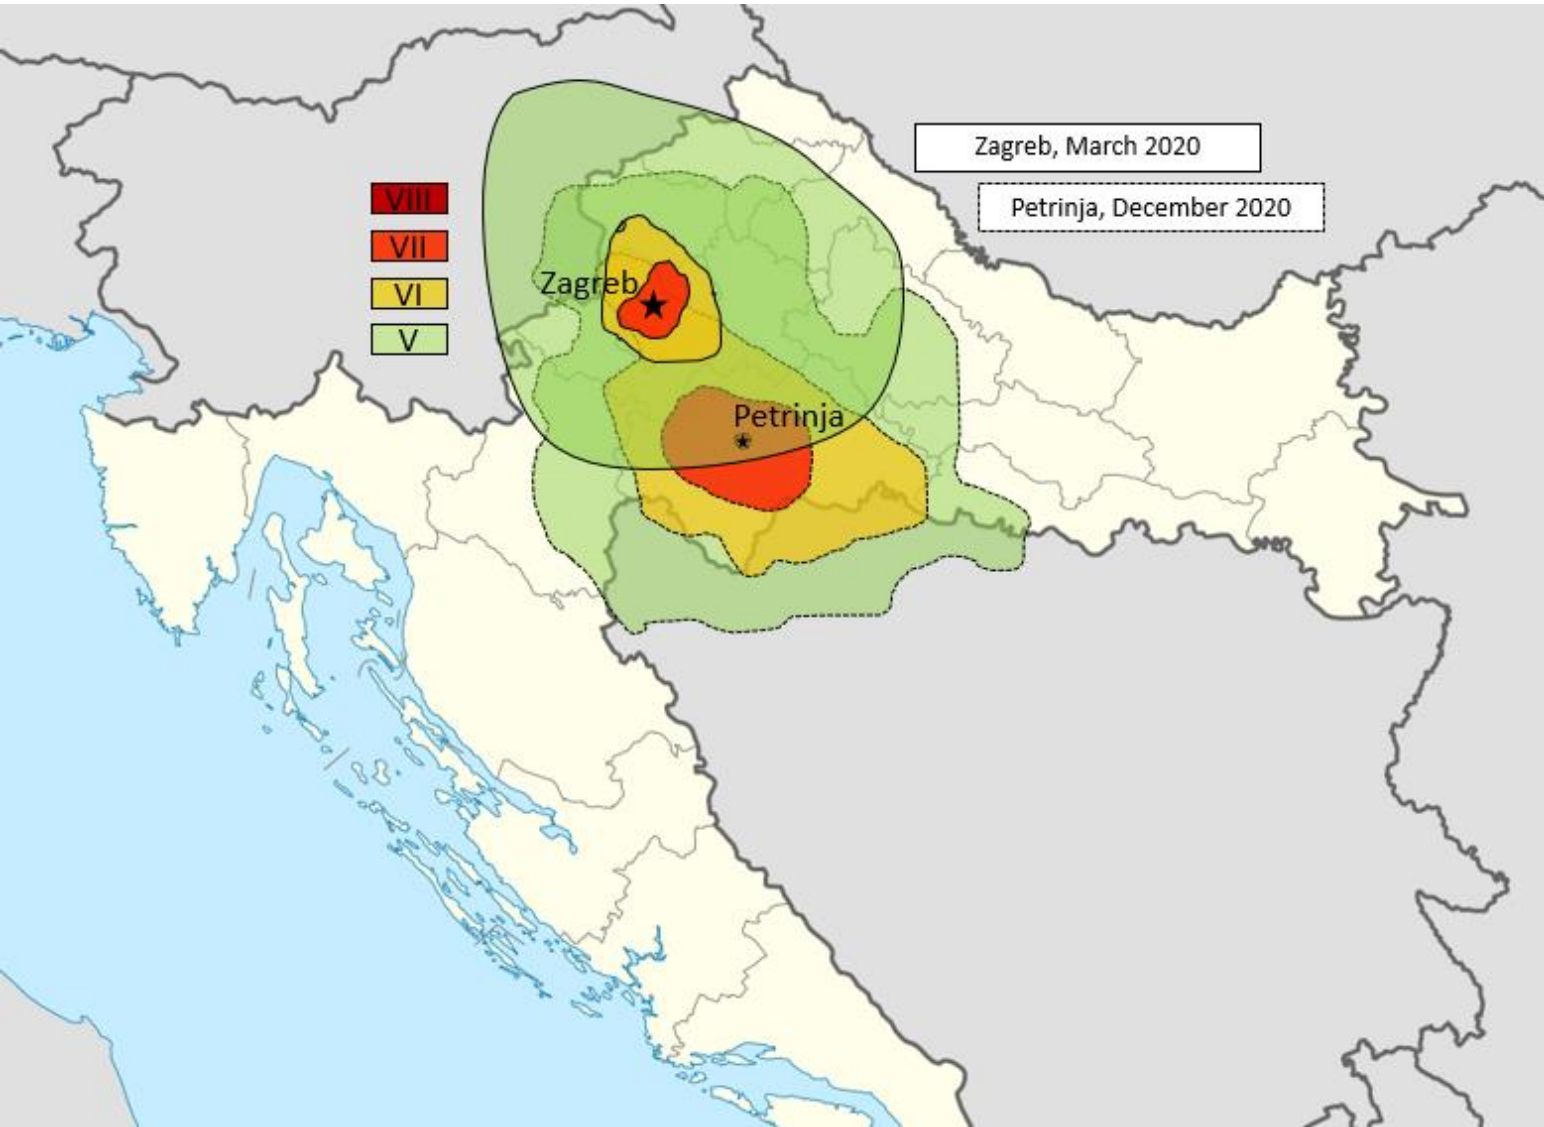 Zagreb, March 2020
Petrinja, December 2020
VIII
VII
VI
V
Zagreb
Petrinja